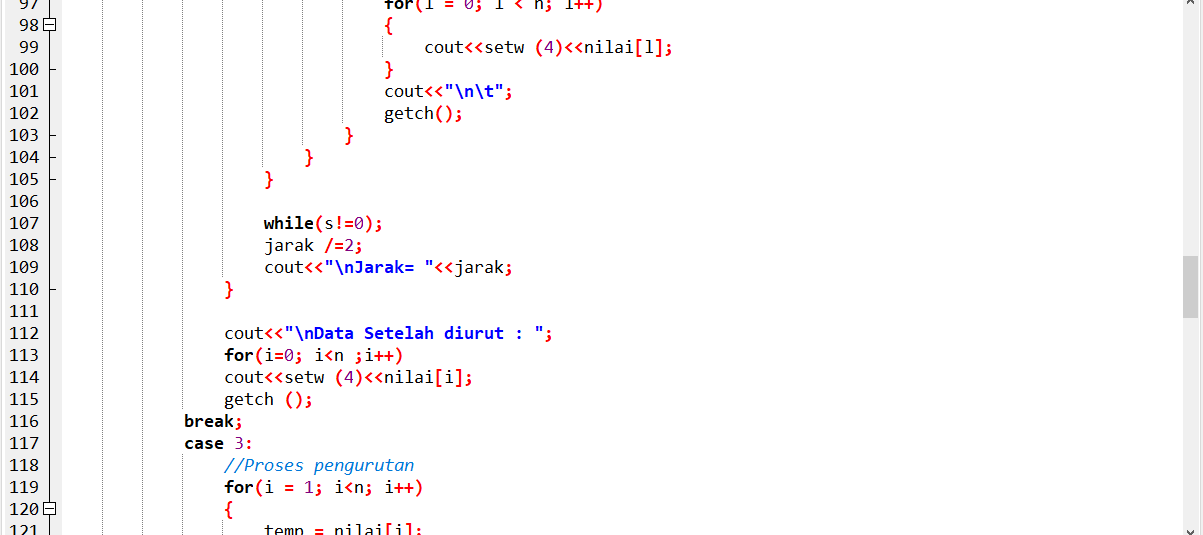 97 for(l = 0; l < n; l++)
98 {
99 cout<<setw (4)<<nilai[l];
100 }
101 cout<<"\n\t";
102 getch();
103 }
104 }
105 }
106
107 while(s!=0);
108 jarak /=2;
109 cout<<"\nJarak= "<<jarak;
110 }
111
112 cout<<"\nData Setelah diurut : ";
113 for(i=0; i<n ;i++)
114 cout<<setw (4)<<nilai[i];
115 getch ();
116 break;
117 case 3:
118 //Proses pengurutan
119 for(i = 1; i<n; i++)
120 {
121 temp = nilai[i];